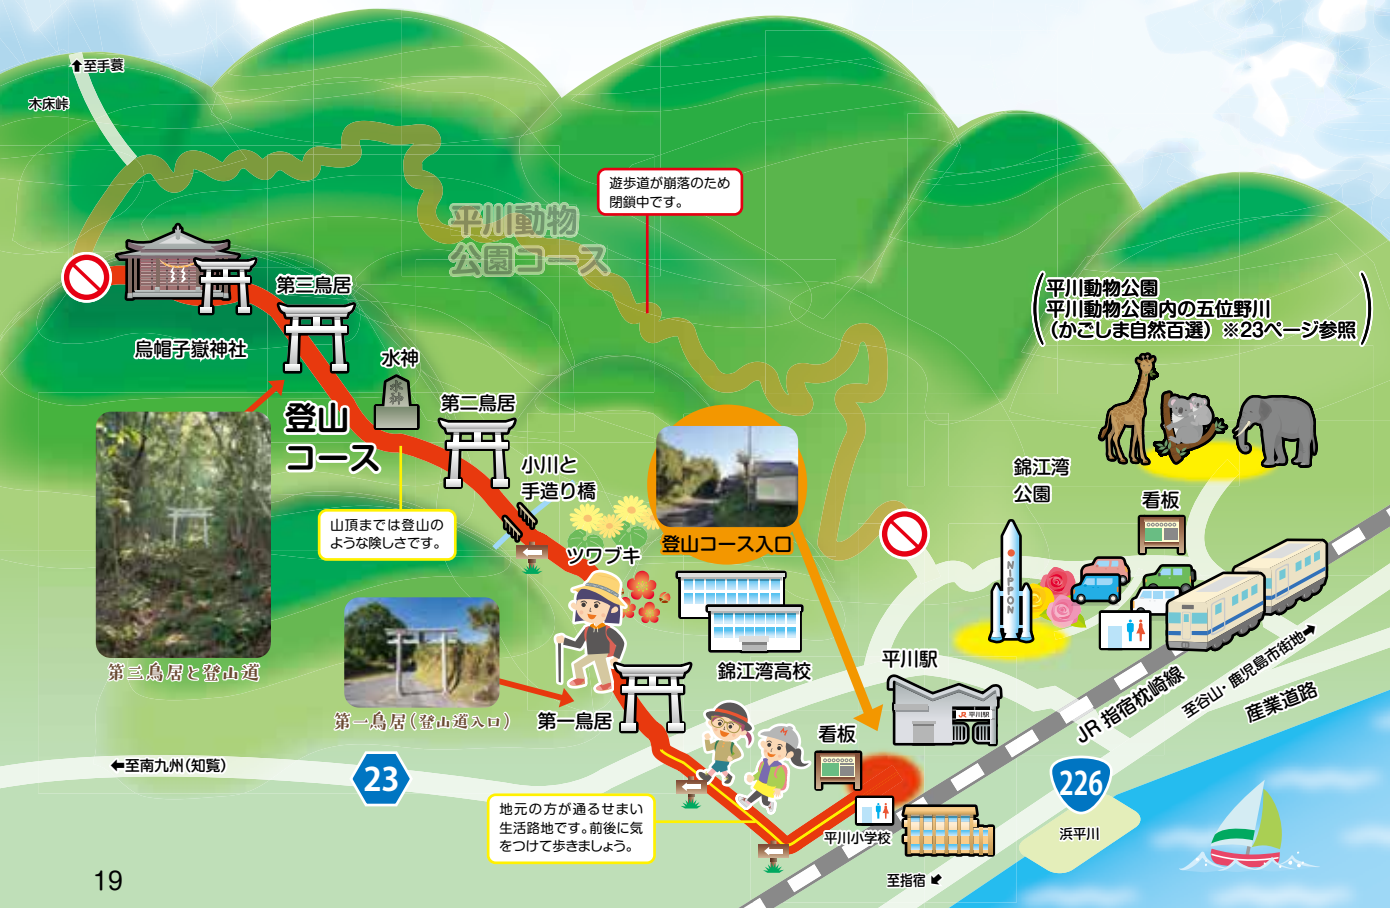 ↑至手蓑
木床峠
遊歩道が崩落のため
閉鎖中です。
平川動物
公園コース
第三鳥居
烏帽子嶽神社
水神
水神
登山
コース
第二鳥居
小川と
手造り橋
山頂までは登山の
ような険しさです。
ツワブキ
登山コース入口
平川動物公園
平川動物公園内の五位野川
（かごしま自然百選）※23ページ参照
錦江湾
公園
看板
NIPPON
第三鳥居と登山道
第一鳥居（登山道入口）
第一鳥居
錦江湾高校
平川駅
JR 平川駅
看板
JR 指宿枕崎線
至谷山・鹿児島市街地➡
産業道路
←至南九州（知覧）
23
226
浜平川
地元の方が通るせまい
生活路地です。前後に気
をつけて歩きましょう。
平川小学校
至指宿↙
19